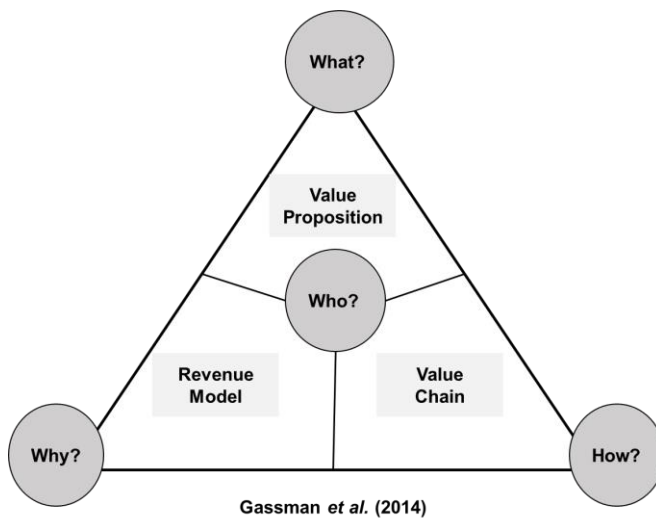 What?
Value
Proposition
Who?
Revenue
Model
Value
Chain
Why?
How?
Gassman et al. (2014)